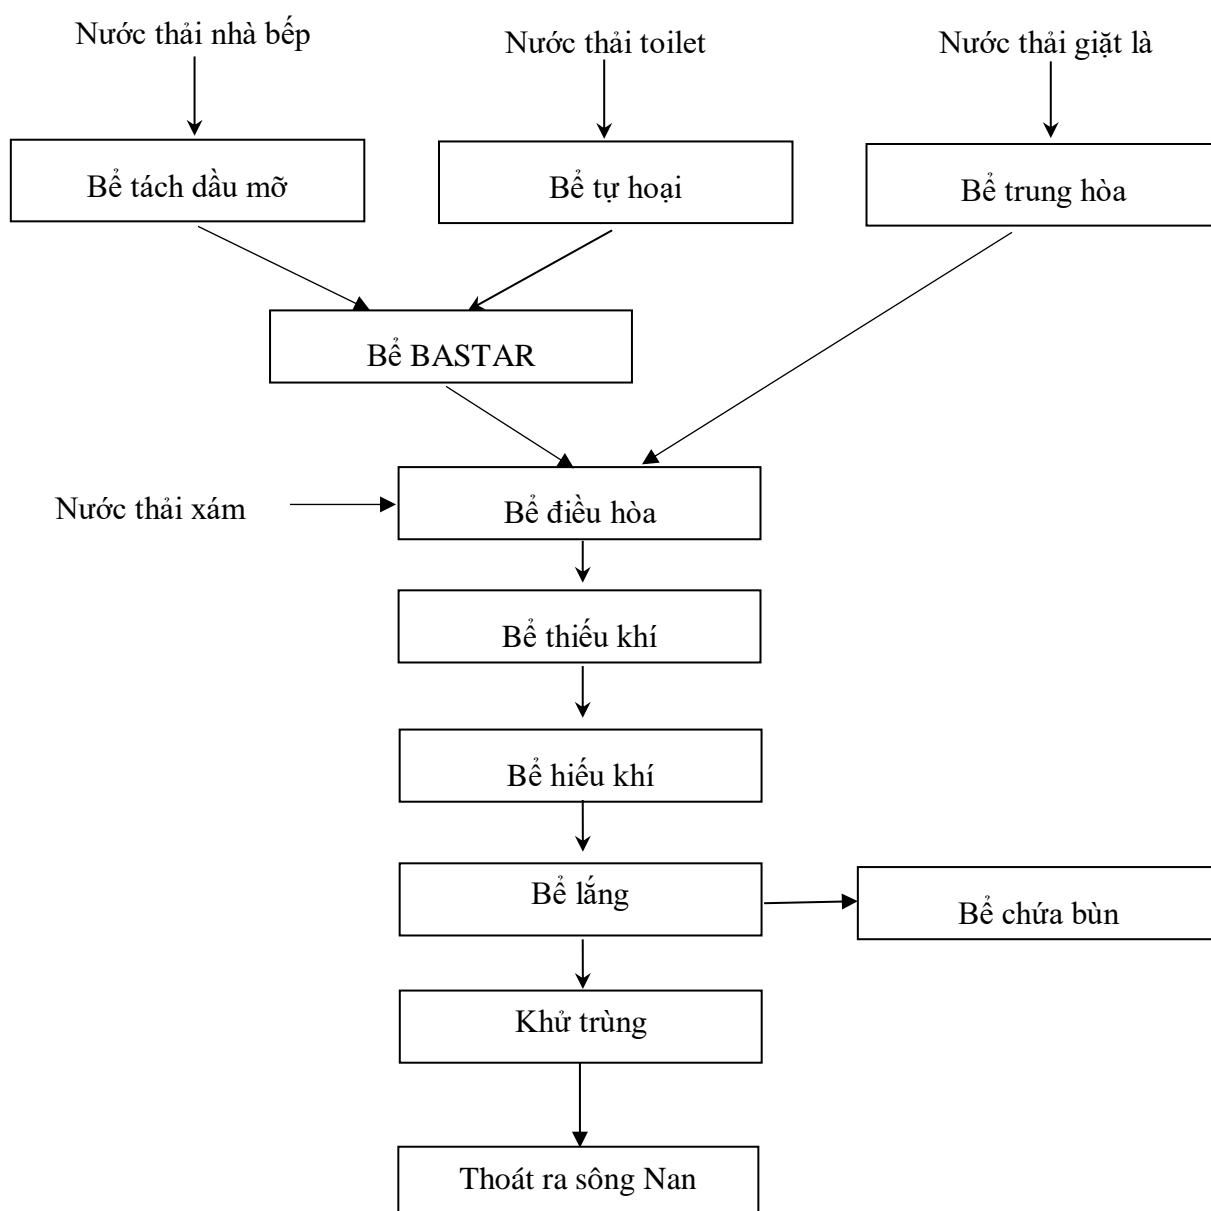 Nước thải nhà bếp
Nước thải toilet
Nước thải giặt là
Bể tách dầu mỡ
Bể tự hoại
Bể trung hòa
Bể BASTAR
Nước thải xám
Bể điều hòa
Bể thiếu khí
Bể hiếu khí
Bể lắng
Bể chứa bùn
Khử trùng
Thoát ra sông Nan